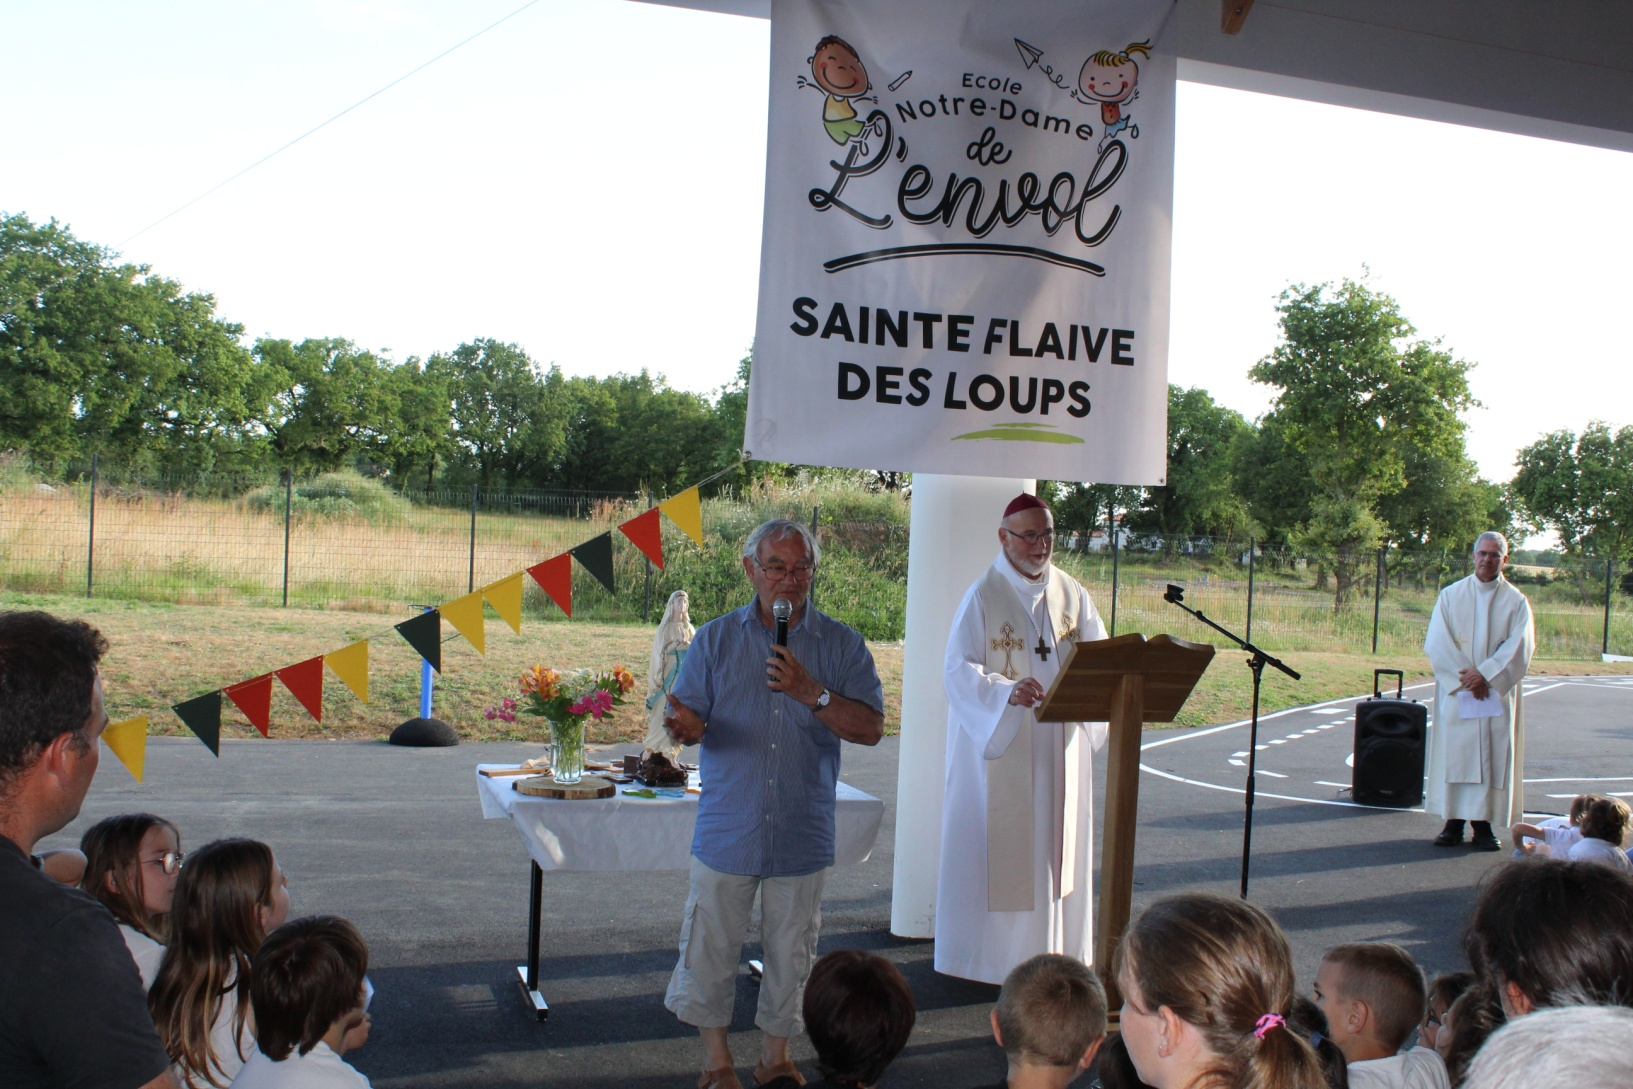 Ecole
Notre-Dame
de
L'envol
SAINTE FLAIVE
DES LOUPS